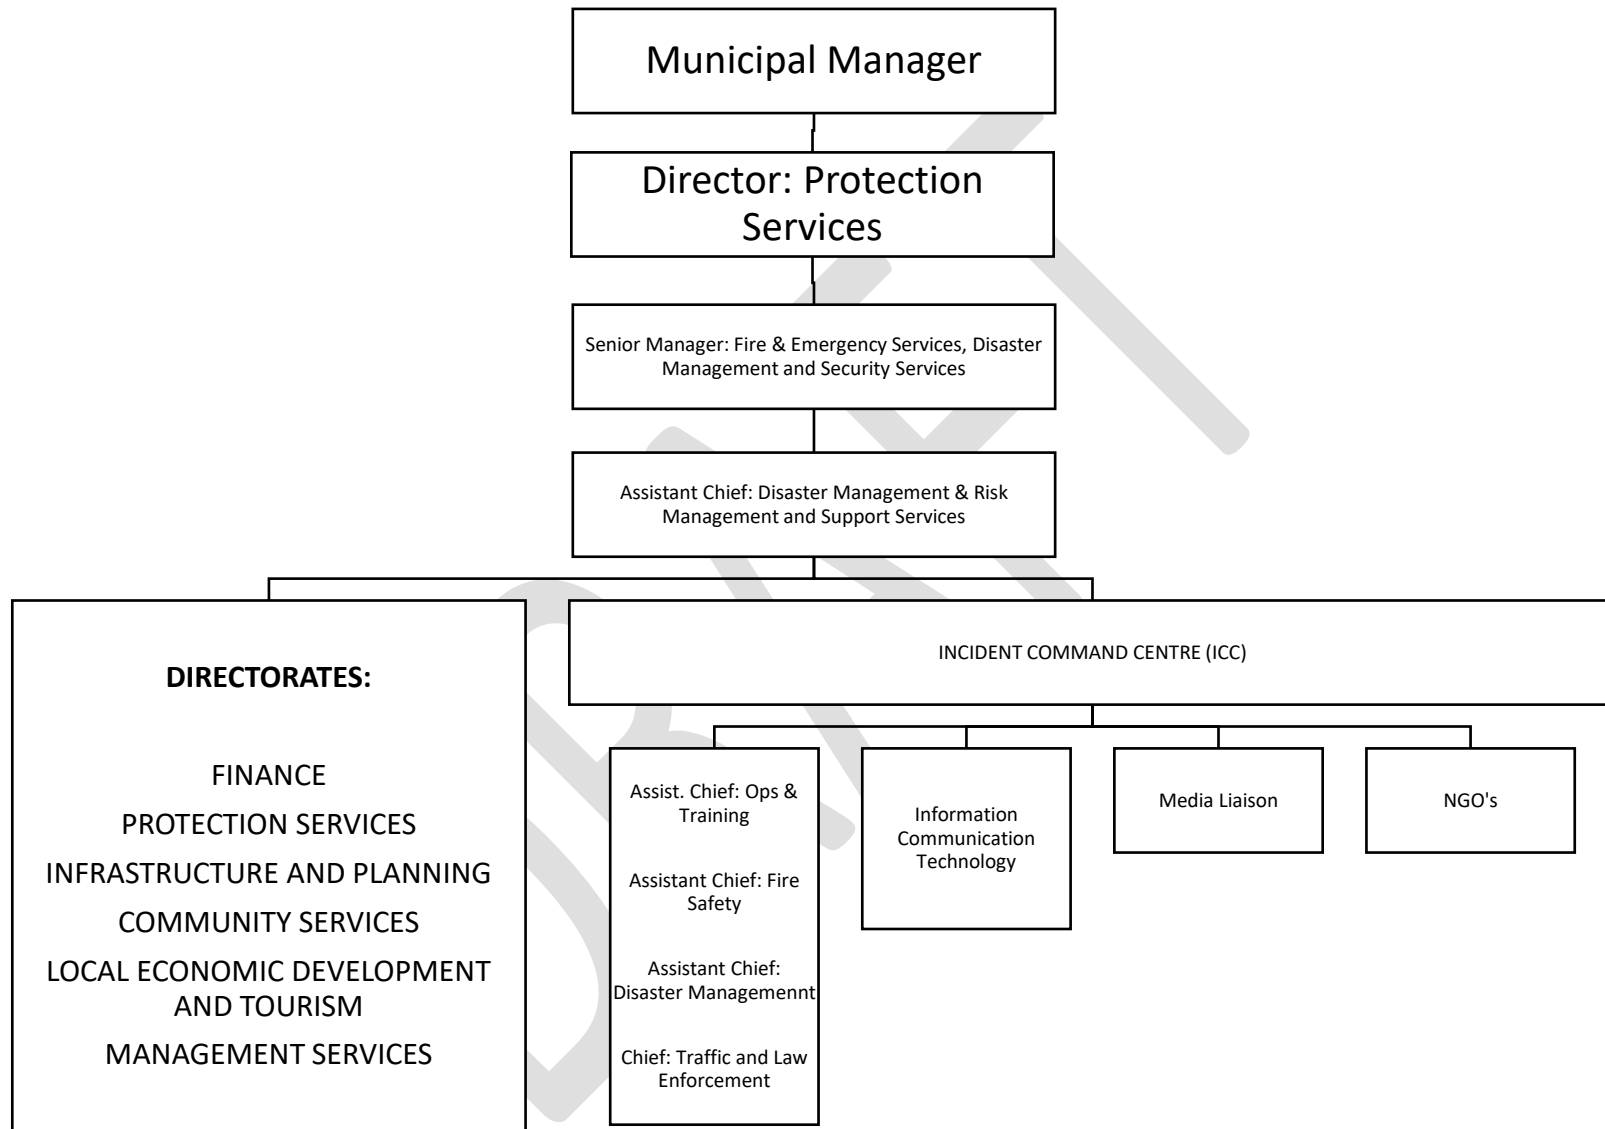 Municipal Manager
Director: Protection
Services
Senior Manager: Fire & Emergency Services, Disaster
Management and Security Services
Assistant Chief: Disaster Management & Risk
Management and Support Services
DIRECTORATES:
FINANCE
PROTECTION SERVICES
INFRASTRUCTURE AND PLANNING
COMMUNITY SERVICES
LOCAL ECONOMIC DEVELOPMENT
AND TOURISM
MANAGEMENT SERVICES
INCIDENT COMMAND CENTRE (ICC)
Assist. Chief: Ops &
Training
Assistant Chief: Fire
Safety
Assistant Chief:
Disaster Managemennt
Chief: Traffic and Law
Enforcement
Information
Communication
Technology
Media Liaison
NGO's
DRAFT